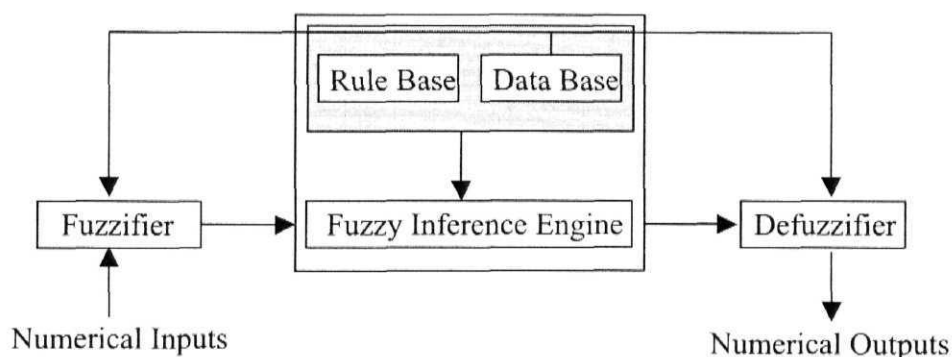 Rule Base
Data Base
Fuzzifier
Fuzzy Inference Engine
Defuzzifier
Numerical Inputs
Numerical Outputs